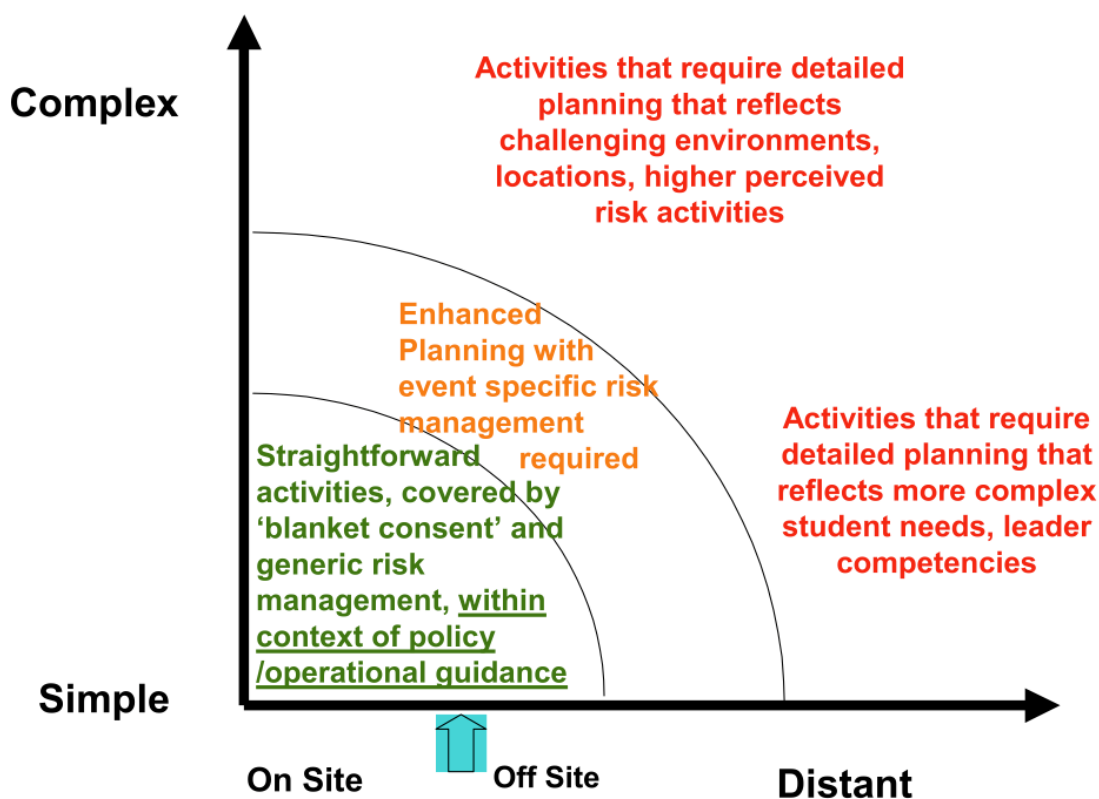 Complex
Activities that require detailed
planning that reflects
challenging environments,
locations, higher perceived
risk activities
Enhanced
Planning with
event specific risk
management
required
Straightforward
activities, covered by
‘blanket consent’ and
generic risk
management, within
context of policy
/operational guidance
Activities that require
detailed planning that
reflects more complex
student needs, leader
competencies
Simple
On Site
Off Site
Distant